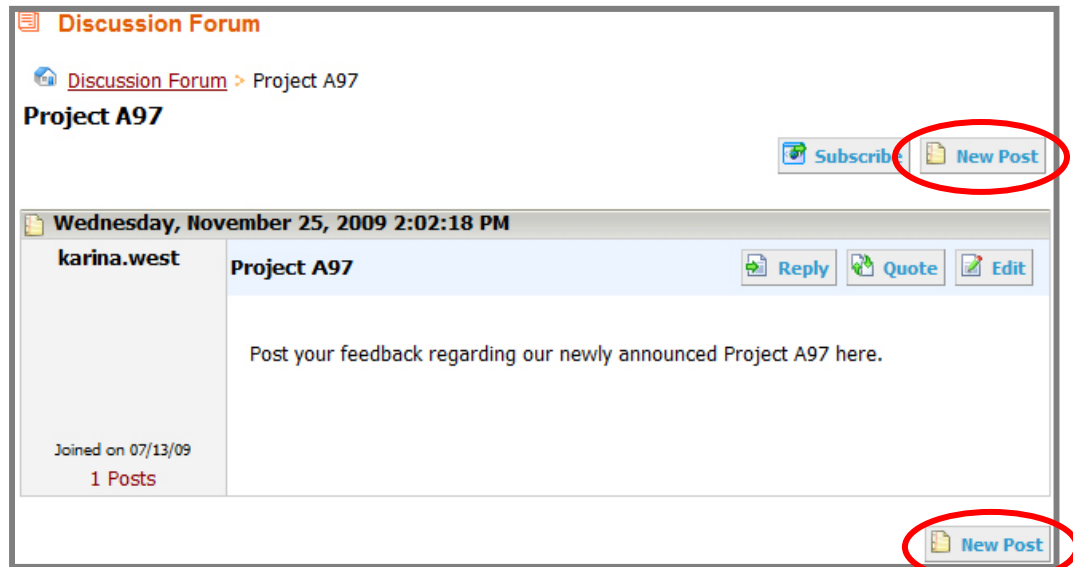 Discussion Forum
Discussion Forum > Project A97
Project A97
Subscribe New Post
Wednesday, November 25, 2009 2:02:18 PM
karina.west
Project A97 Reply Quote Edit
Post your feedback regarding our newly announced Project A97 here.
Joined on 07/13/09
1 Posts
New Post